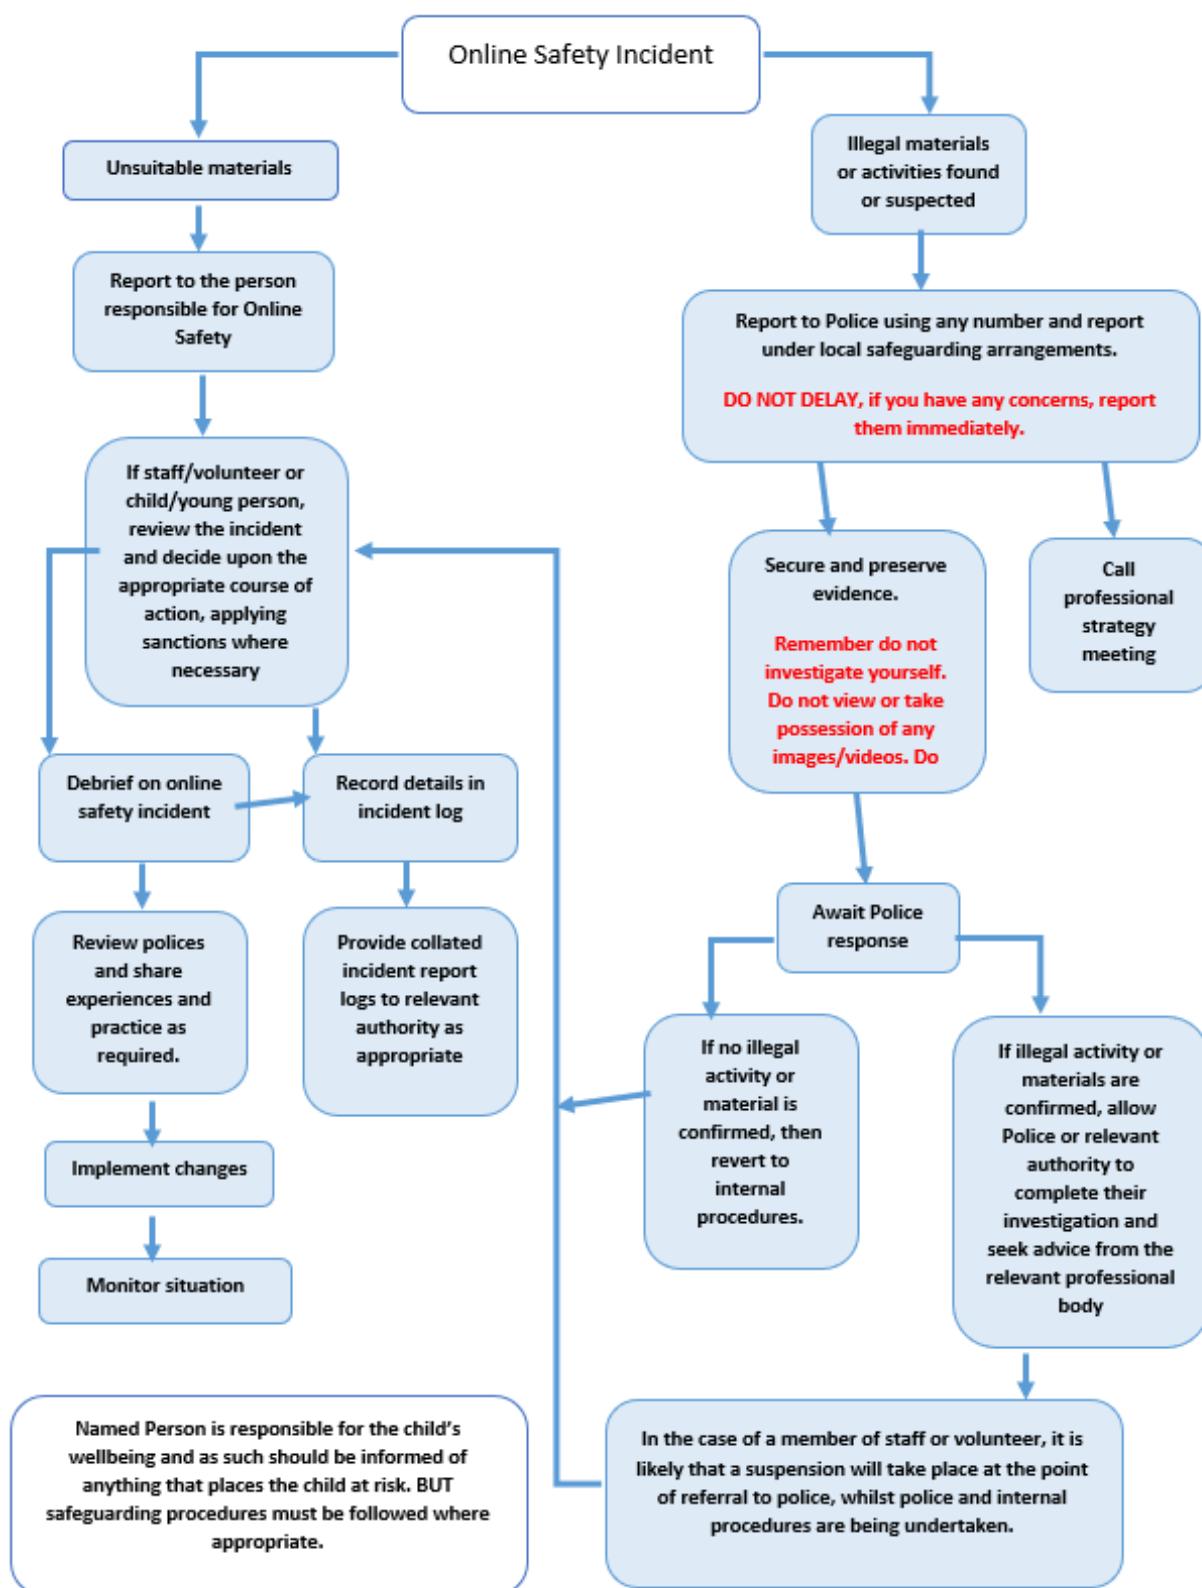 Online Safety Incident
Unsuitable materials
Report to the person
responsible for Online
Safety
If staff/volunteer or
child/young person,
review the incident
and decide upon the
appropriate course of
action, applying
sanctions where
necessary
Debrief on online
safety incident
Record details in
incident log
Review polices
and share
experiences and
practice as
required.
Provide collated
incident report
logs to relevant
authority as
appropriate
Implement changes
Monitor situation
Named Person is responsible for the child's
wellbeing and as such should be informed of
anything that places the child at risk. BUT
safeguarding procedures must be followed where
appropriate.
Illegal materials
or activities found
or suspected
Report to Police using any number and report
under local safeguarding arrangements.
DO NOT DELAY, if you have any concerns, report
them immediately.
Secure and preserve
evidence.
Remember do not
investigate yourself.
Do not view or take
possession of any
images/videos. Do
Call
professional
strategy
meeting
Await Police
response
If no illegal
activity or
material is
confirmed, then
revert to
internal
procedures.
If illegal activity or
materials are
confirmed, allow
Police or relevant
authority to
complete their
investigation and
seek advice from the
relevant professional
body
In the case of a member of staff or volunteer, it is
likely that a suspension will take place at the point
of referral to police, whilst police and internal
procedures are being undertaken.